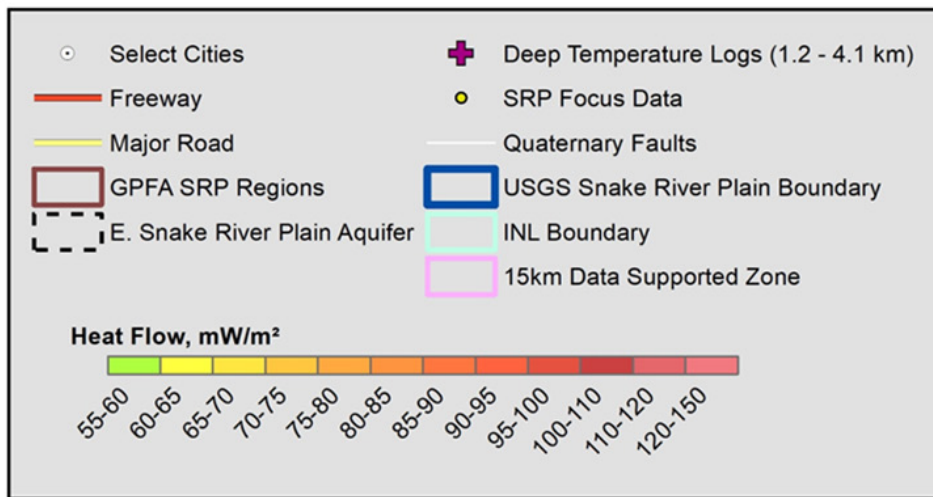 Select Cities
Deep Temperature Logs (1.2 - 4.1 km)
Freeway
SRP Focus Data
Major Road
Quaternary Faults
GPFA SRP Regions
USGS Snake River Plain Boundary
E. Snake River Plain Aquifer
INL Boundary
15km Data Supported Zone
Heat Flow, mW/m²
55-60
60-65
65-70
70-75
75-80
80-85
85-90
90-95
95-100
100-110
110-120
120-150